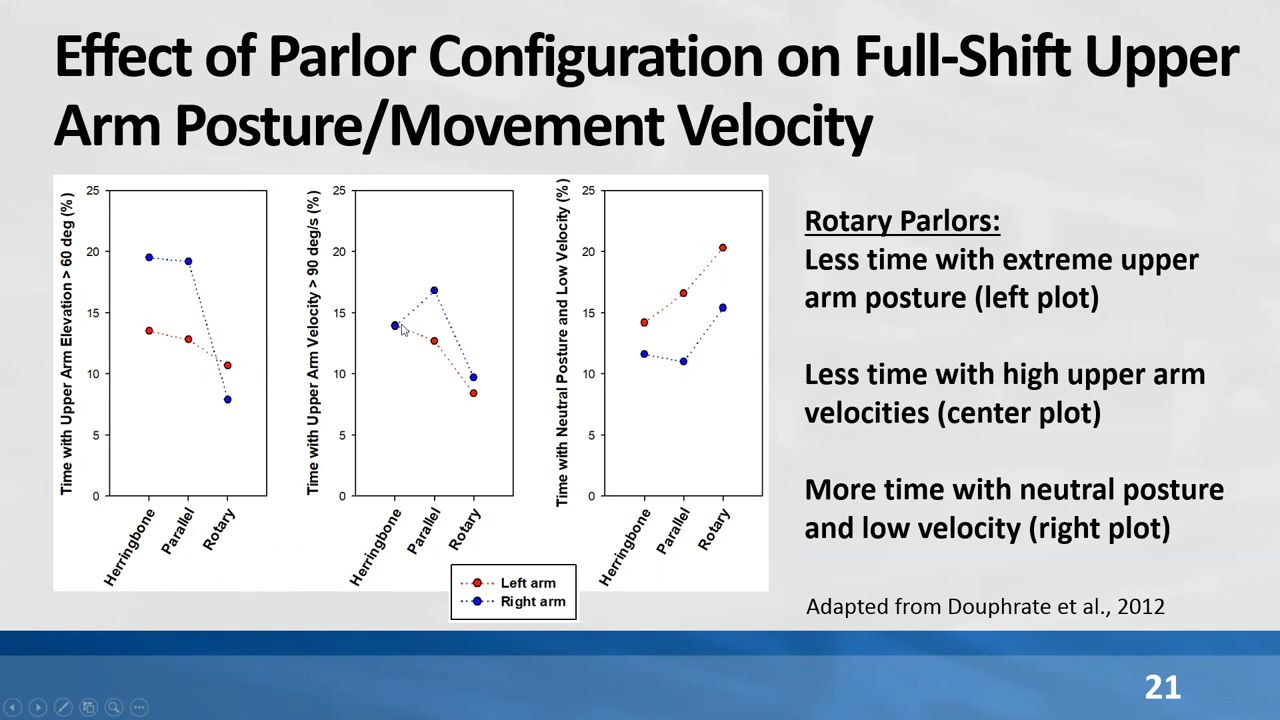 Effect of Parlor Configuration on Full-Shift Upper
Arm Posture/Movement Velocity
Time with Upper Arm Elevation > 60 deg (%)
25
20
15
10
5
0
Herringbone
Parallel
Rotary
Time with Upper Arm Velocity > 90 deg/s (%)
25
20
15
10
5
0
Herringbone
Parallel
Rotary
Time with Neutral Posture and Low Velocity (%)
25
20
15
10
5
0
Herringbone
Parallel
Rotary
Left arm
Right arm
Rotary Parlors:
Less time with extreme upper
arm posture (left plot)
Less time with high upper arm
velocities (center plot)
More time with neutral posture
and low velocity (right plot)
Adapted from Douphrate et al., 2012
21